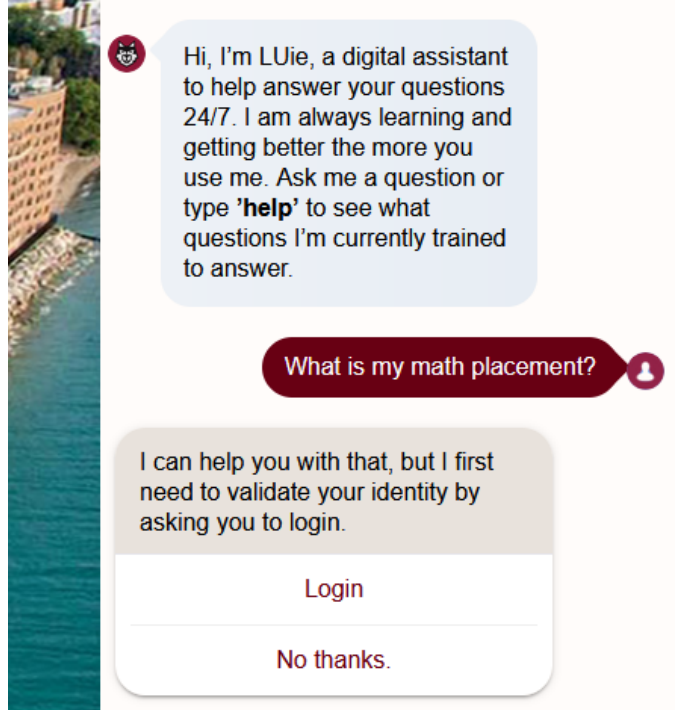 Hi, I’m LUie, a digital assistant
to help answer your questions
24/7. I am always learning and
getting better the more you
use me. Ask me a question or
type ’help’ to see what
questions I’m currently trained
to answer.
What is my math placement?
I can help you with that, but I first
need to validate your identity by
asking you to login.
Login
No thanks.